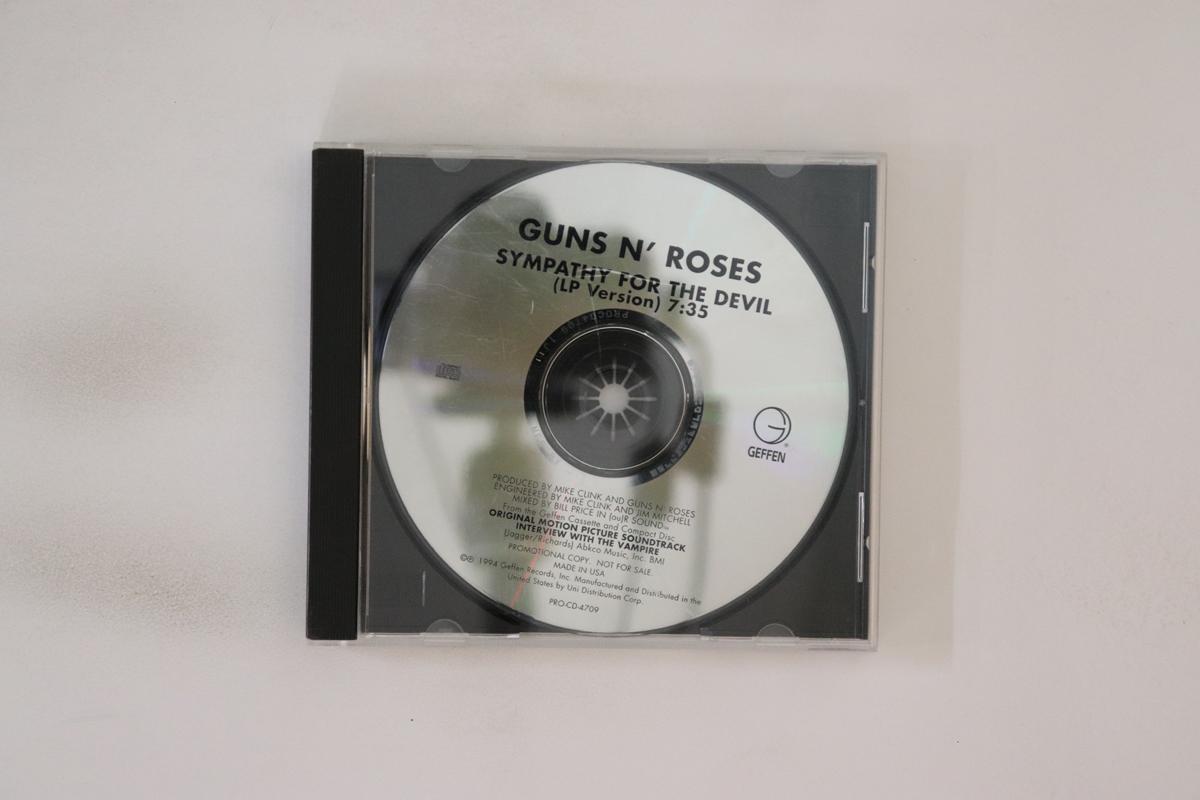 GUNS N' ROSES
SYMPATHY FOR THE DEVIL
(LP Version) 7:35
GEFFEN
PRODUCED BY MIKE CLINK AND GUNS N' ROSES
ENGINEERED BY MIKE CLINK AND JIM MITCHELL
MIXED BY BILL PRICE IN (ou)R SOUND™
From the Geffen Cassette and Compact Disc
ORIGINAL MOTION PICTURE SOUNDTRACK
INTERVIEW WITH THE VAMPIRE
(Jagger/Richards) Abkco Music, Inc. BMI
PROMOTIONAL COPY. NOT FOR SALE.
MADE IN USA
©℗ 1994 Geffen Records, Inc. Manufactured and Distributed in the
United States by Uni Distribution Corp.
PRO-CD-4709